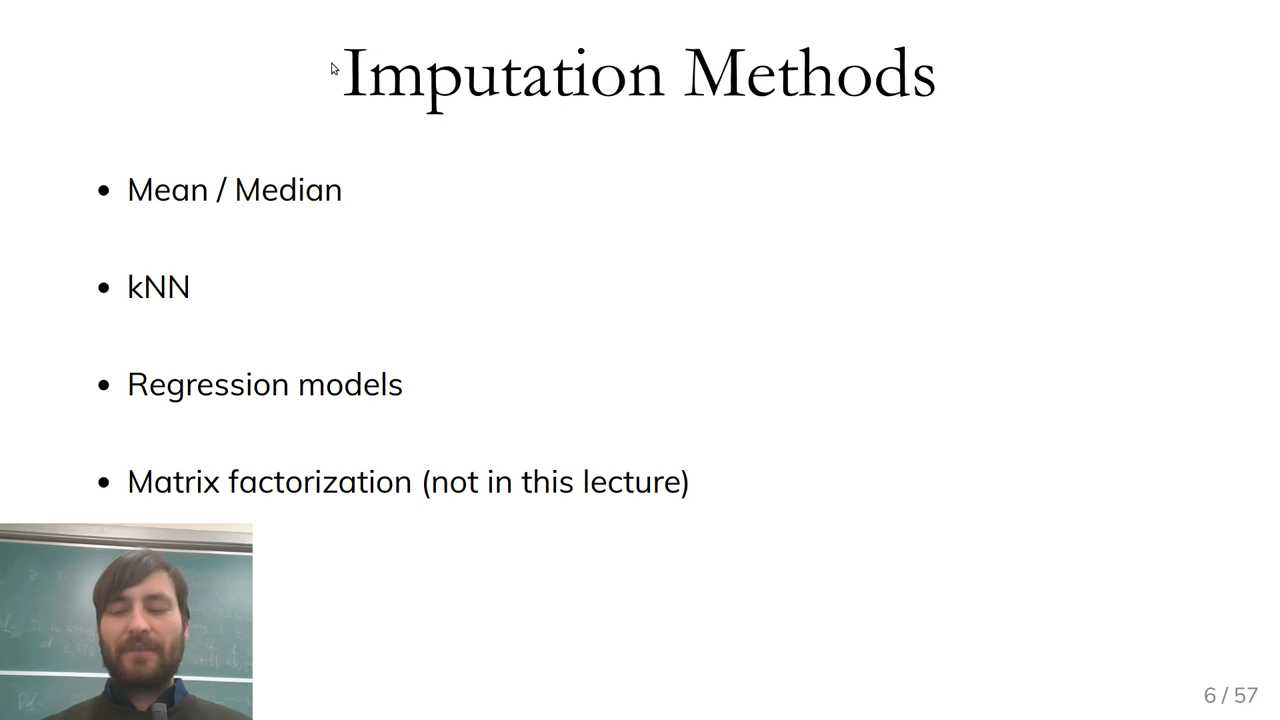 Imputation Methods
• Mean / Median
• kNN
• Regression models
• Matrix factorization (not in this lecture)
6 / 57